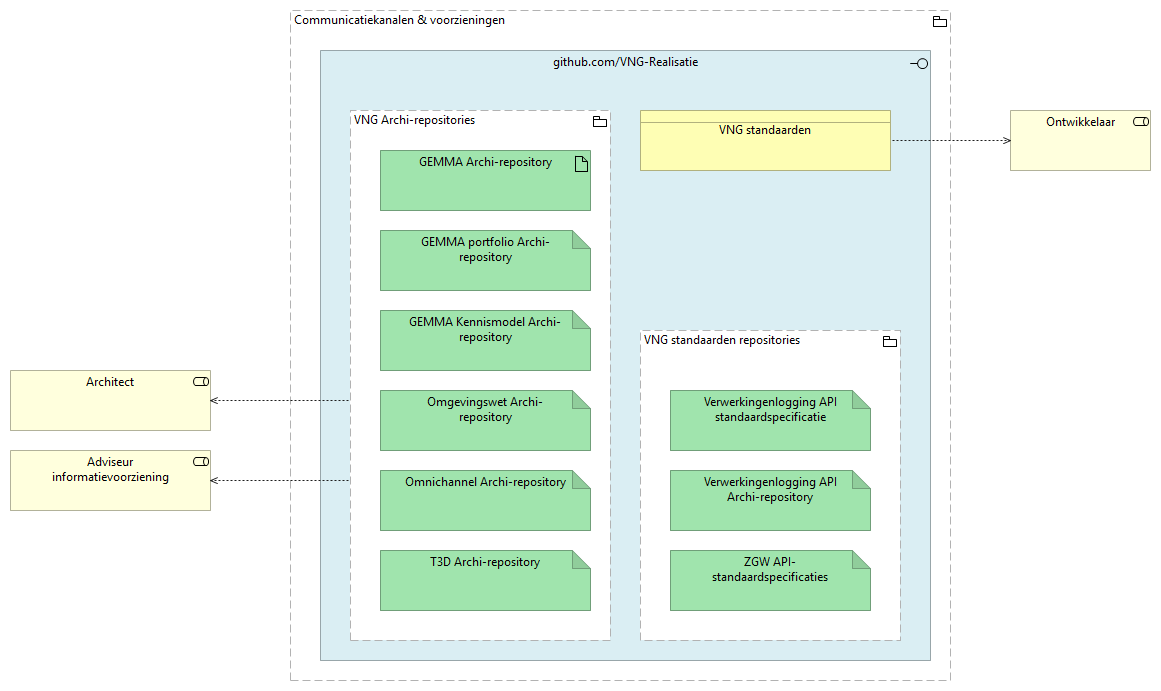 Communicatiekanalen & voorzieningen
github.com/VNG-Realisatie
VNG Archi-repositories
GEMMA Archi-repository
GEMMA portfolio Archi-
repository
GEMMA Kennismodel Archi-
repository
Omgevingswet Archi-
repository
Omnichannel Archi-repository
T3D Archi-repository
VNG standaarden
VNG standaarden repositories
Verwerkingenlogging API
standaardspecificatie
Verwerkingenlogging API
Archi-repository
ZGW API-
standaardspecificaties
Ontwikkelaar
Architect
Adviseur
informatievoorziening